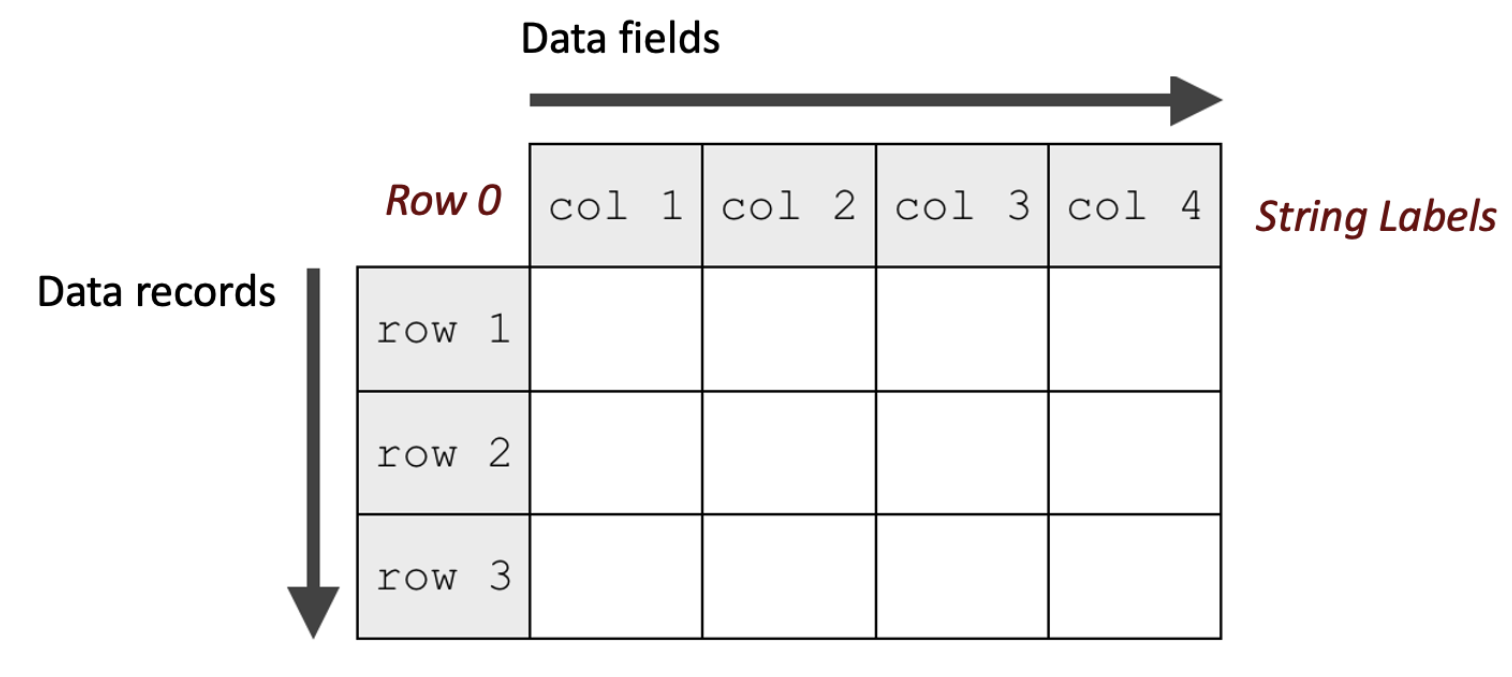 Data fields
Row 0 col 1 col 2 col 3 col 4 String Labels
Data records
row 1
row 2
row 3